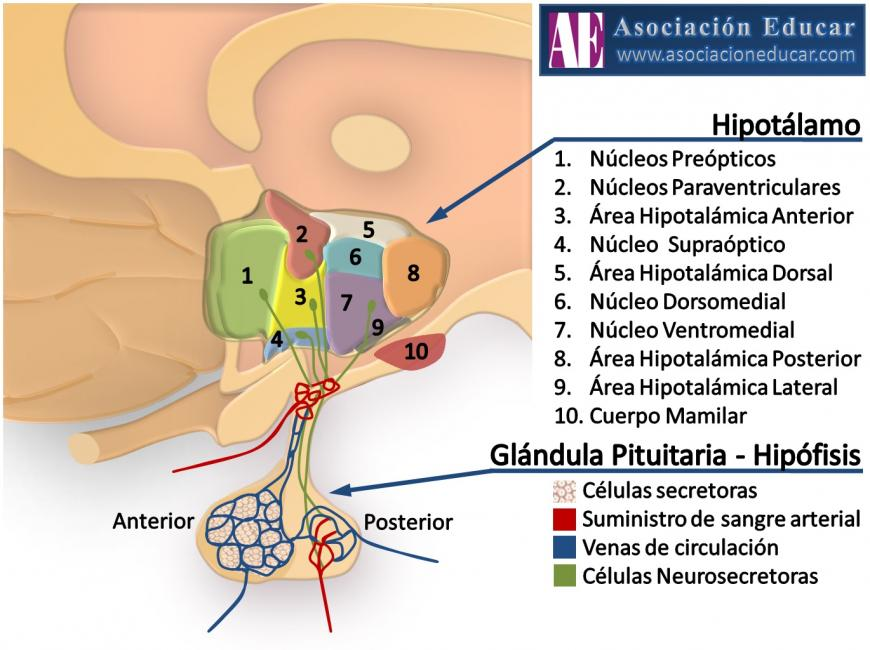 AE Asociación Educar
www.asociacioneducar.com
Hipotálamo
1. Núcleos Preópticos
2. Núcleos Paraventriculares
3. Área Hipotalámica Anterior
4. Núcleo Supraóptico
5. Área Hipotalámica Dorsal
6. Núcleo Dorsomedial
7. Núcleo Ventromedial
8. Área Hipotalámica Posterior
9. Área Hipotalámica Lateral
10. Cuerpo Mamilar
1
2
3
4
5
6
7
8
9
10
Glándula Pituitaria - Hipófisis
Células secretoras
Suministro de sangre arterial
Venas de circulación
Células Neurosecretoras
Anterior
Posterior